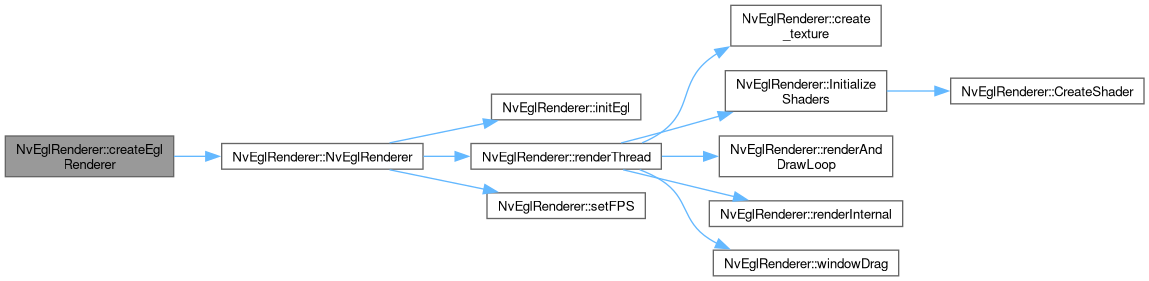 NvEglRenderer::createEgl
Renderer
NvEglRenderer::NvEglRenderer
NvEglRenderer::initEgl
NvEglRenderer::renderThread
NvEglRenderer::setFPS
NvEglRenderer::create
_texture
NvEglRenderer::Initialize
Shaders
NvEglRenderer::CreateShader
NvEglRenderer::renderAnd
DrawLoop
NvEglRenderer::renderInternal
NvEglRenderer::windowDrag